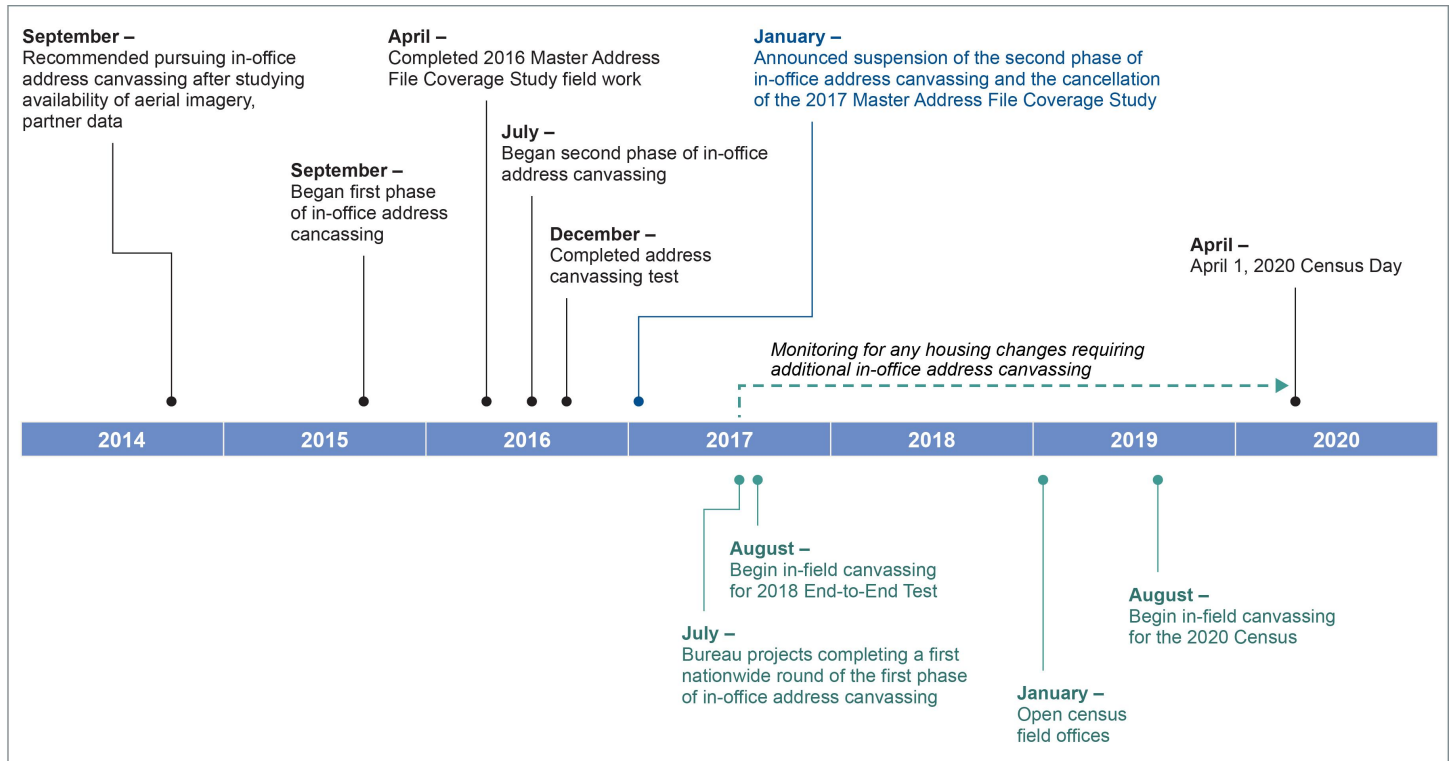 September –
Recommended pursuing in-office
address canvassing after studying
availability of aerial imagery,
partner data
September –
Began first phase
of in-office address
cancassing
April –
Completed 2016 Master Address
File Coverage Study field work
July –
Began second phase of in-office
address canvassing
December –
Completed address
canvassing test
January –
Announced suspension of the second phase of
in-office address canvassing and the cancellation
of the 2017 Master Address File Coverage Study
April –
April 1, 2020 Census Day
Monitoring for any housing changes requiring
additional in-office address canvassing
2014
2015
2016
2017
2018
2019
2020
July –
Bureau projects completing a first
nationwide round of the first phase
of in-office address canvassing
August –
Begin in-field canvassing
for 2018 End-to-End Test
January –
Open census
field offices
August –
Begin in-field canvassing
for the 2020 Census